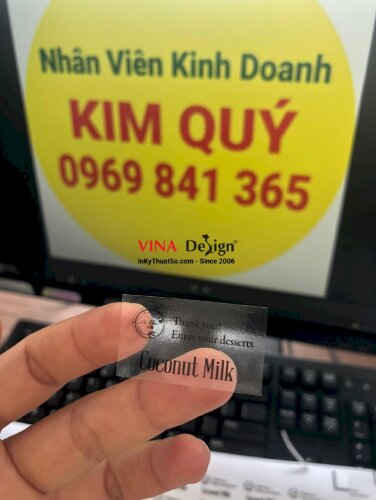 Nhân Viên Kinh Doanh
KIM QUÝ
0969 841 365
VINA Design®
InKyThuatSo.com - Since 2006
Thank you!
Enjoy your desserts
Coconut Milk